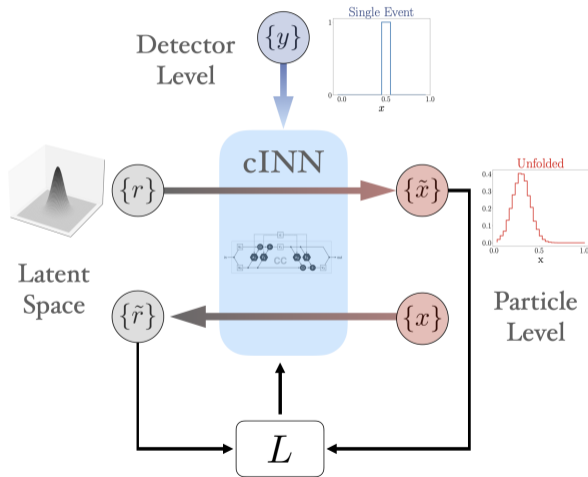 Detector
Level
{y}
Single Event
1
0
0.0
0.5
1.0
x
cINN
{r}
{x̃}
Latent
Space
CC
Unfolded
0.4
0.3
0.2
0.1
0.0
0.0
0.5
1.0
x
{r̃}
{x}
Particle
Level
L